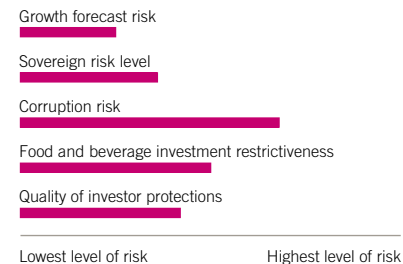 Growth forecast risk
Sovereign risk level
Corruption risk
Food and beverage investment restrictiveness
Quality of investor protections
Lowest level of risk Highest level of risk